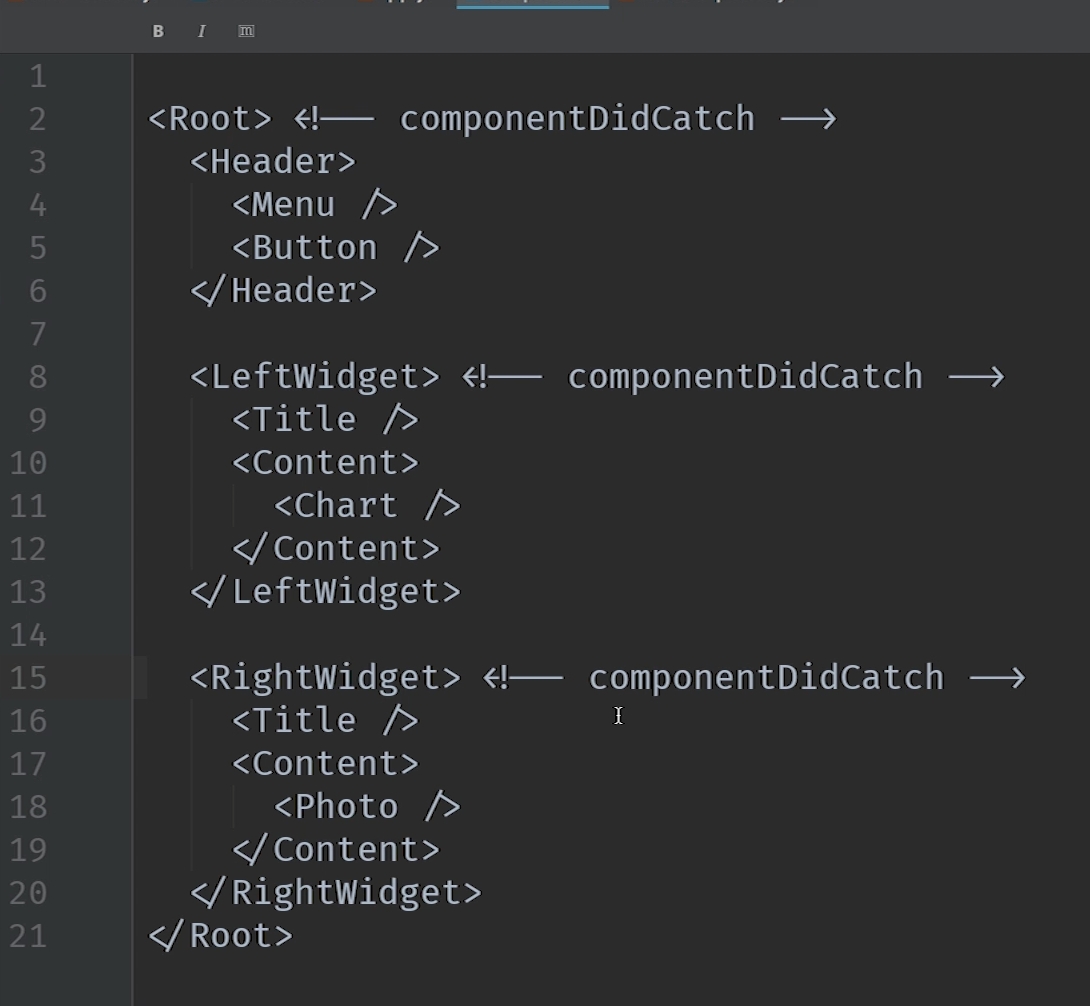 B I m
1
2 <Root> <!-- componentDidCatch -->
3 <Header>
4 <Menu />
5 <Button />
6 </Header>
7
8 <LeftWidget> <!-- componentDidCatch -->
9 <Title />
10 <Content>
11 <Chart />
12 </Content>
13 </LeftWidget>
14
15 <RightWidget> <!-- componentDidCatch -->
16 <Title />
17 <Content>
18 <Photo />
19 </Content>
20 </RightWidget>
21 </Root>